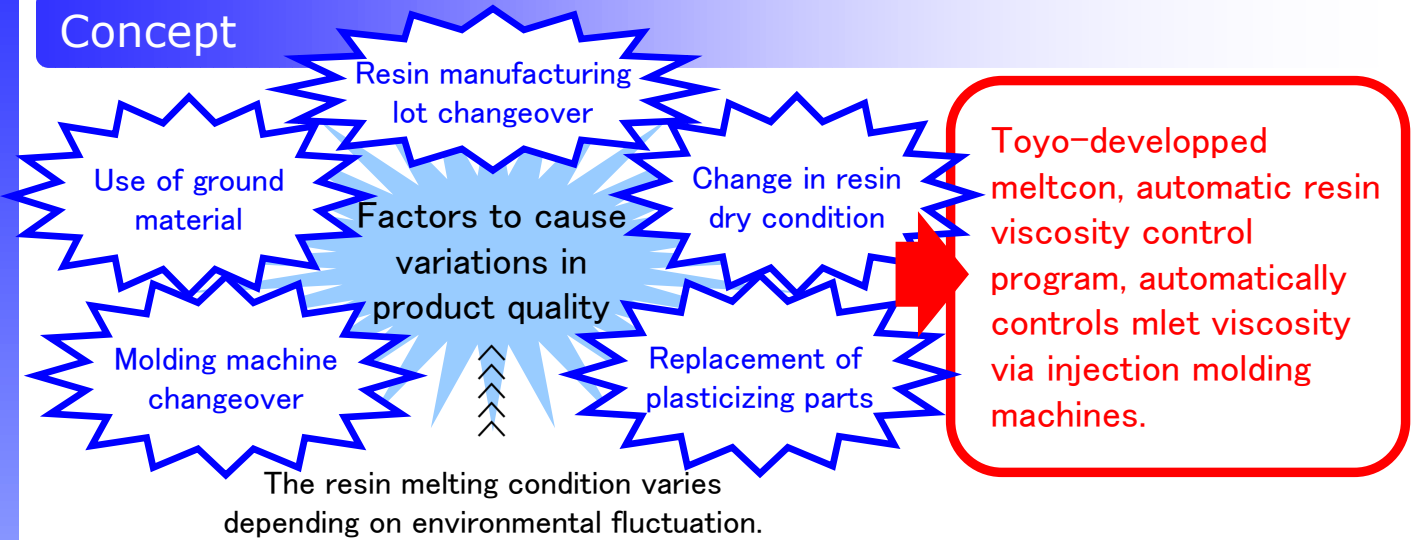 Concept
Resin manufacturing
lot changeover
Use of ground
material
Change in resin
dry condition
Factors to cause
variations in
product quality
Molding machine
changeover
Replacement of
plasticizing parts
The resin melting condition varies
depending on environmental fluctuation.
Toyo-developped
meltcon, automatic resin
viscosity control
program, automatically
controls mlet viscosity
via injection molding
machines.